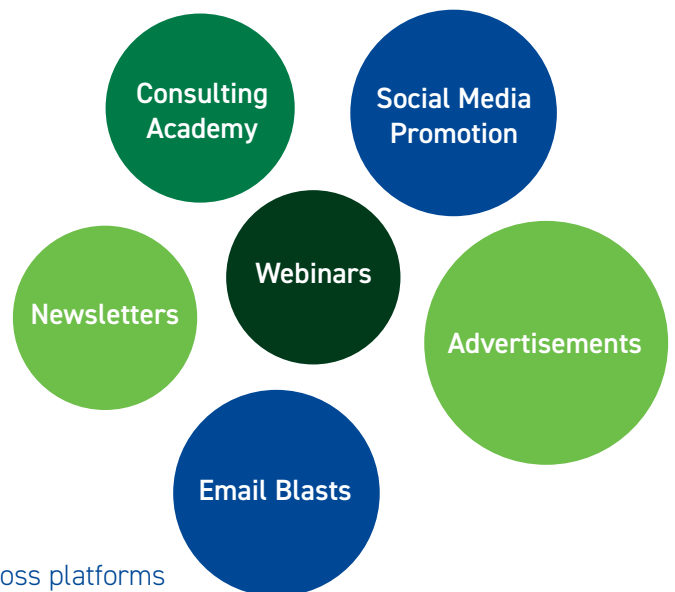 Consulting
Academy
Social Media
Promotion
Webinars
Newsletters
Advertisements
Email Blasts
oss platforms